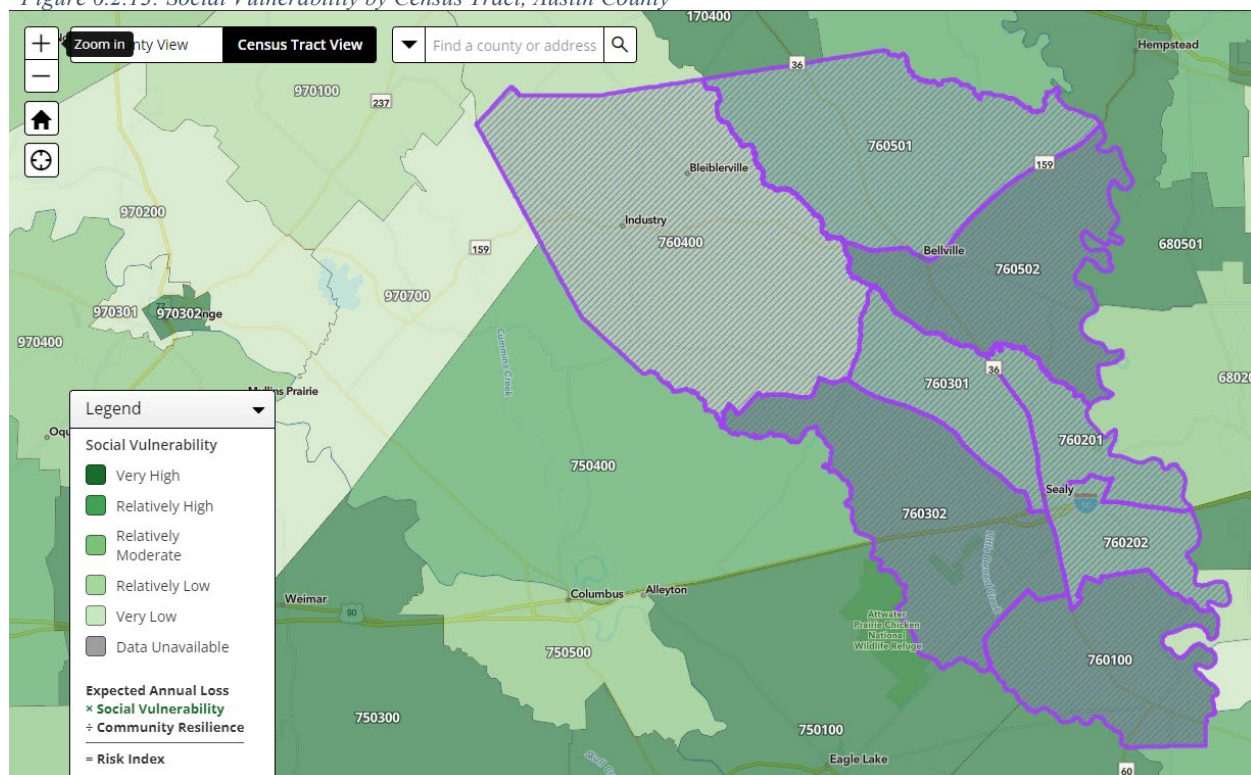 Figure 6.2.13: Social Vulnerability by Census Tract, Austin County
Zoom in
nty View
Census Tract View
Find a county or address
170400
Hempstead
36
970100
237
760501
Bleiblerville
159
970200
Industry
760400
159
Bellville
760502
680501
970700
970301
77
970302
nge
970400
Cummins Creek
760301
36
68020
Mullins Prairie
Legend
Social Vulnerability
Very High
Relatively High
Relatively
Moderate
Relatively Low
Very Low
Data Unavailable
Expected Annual Loss
× Social Vulnerability
÷ Community Resilience
= Risk Index
Oqu
760201
750400
Sealy
760302
760202
Weimar
90
Columbus
Alleyton
Attwater
Prairie Chicken
National
Wildlife Refuge
750500
760100
750300
750100
Eagle Lake
60